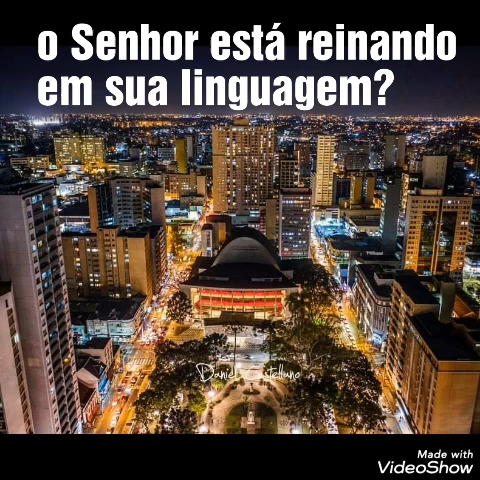 o Senhor está reinando
em sua linguagem?
Daniel Castellano
Made with
VideoShow